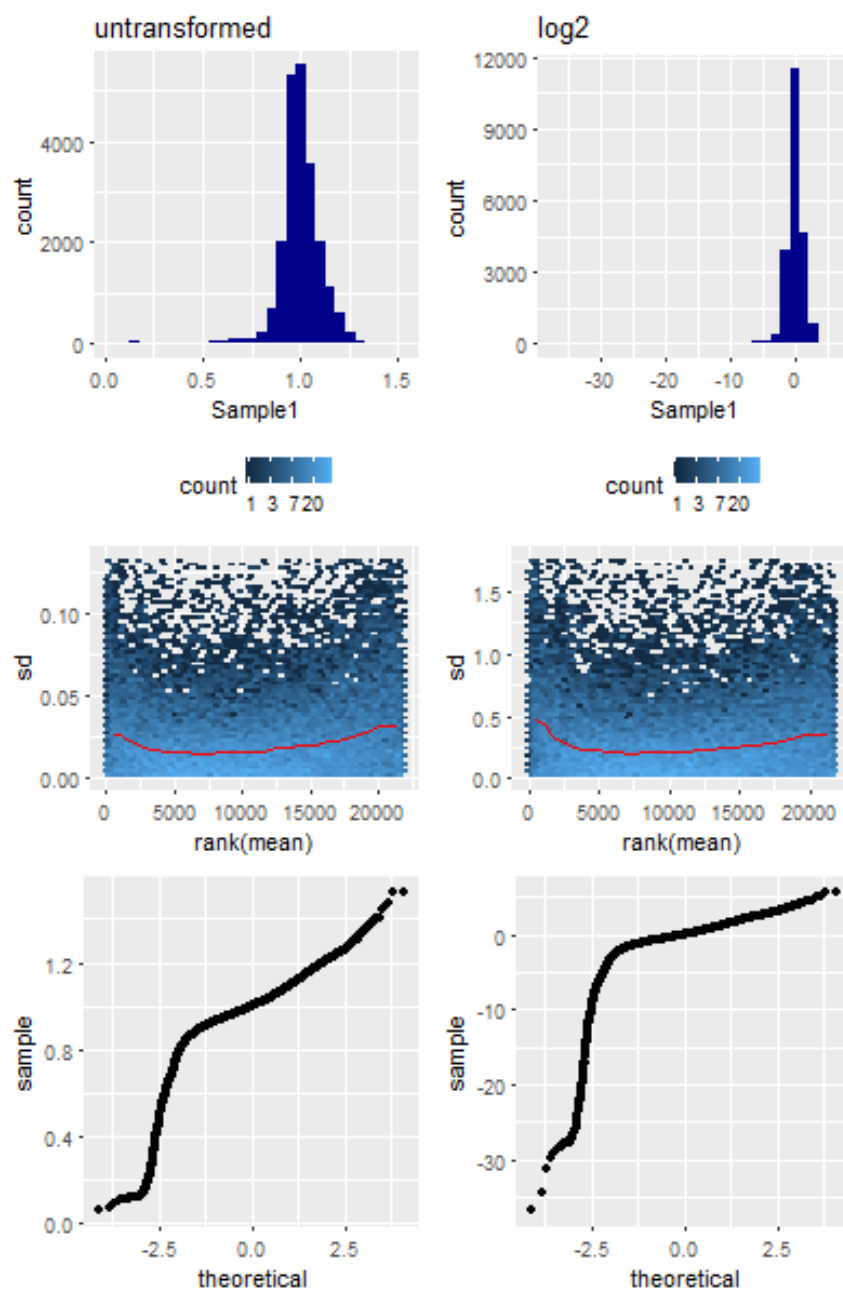 untransformed
log2
count
4000
2000
0
0.0 0.5 1.0 1.5
Sample1
count
12000
9000
6000
3000
0
-30 -20 -10 0
Sample1
count
1 3 7 20
count
1 3 7 20
sd
0.10
0.05
0.00
0 5000 10000 15000 20000
rank(mean)
sd
1.5
1.0
0.5
0.0
0 5000 10000 15000 20000
rank(mean)
sample
1.2
0.8
0.4
0.0
-2.5 0.0 2.5
theoretical
sample
0
-10
-20
-30
-2.5 0.0 2.5
theoretical